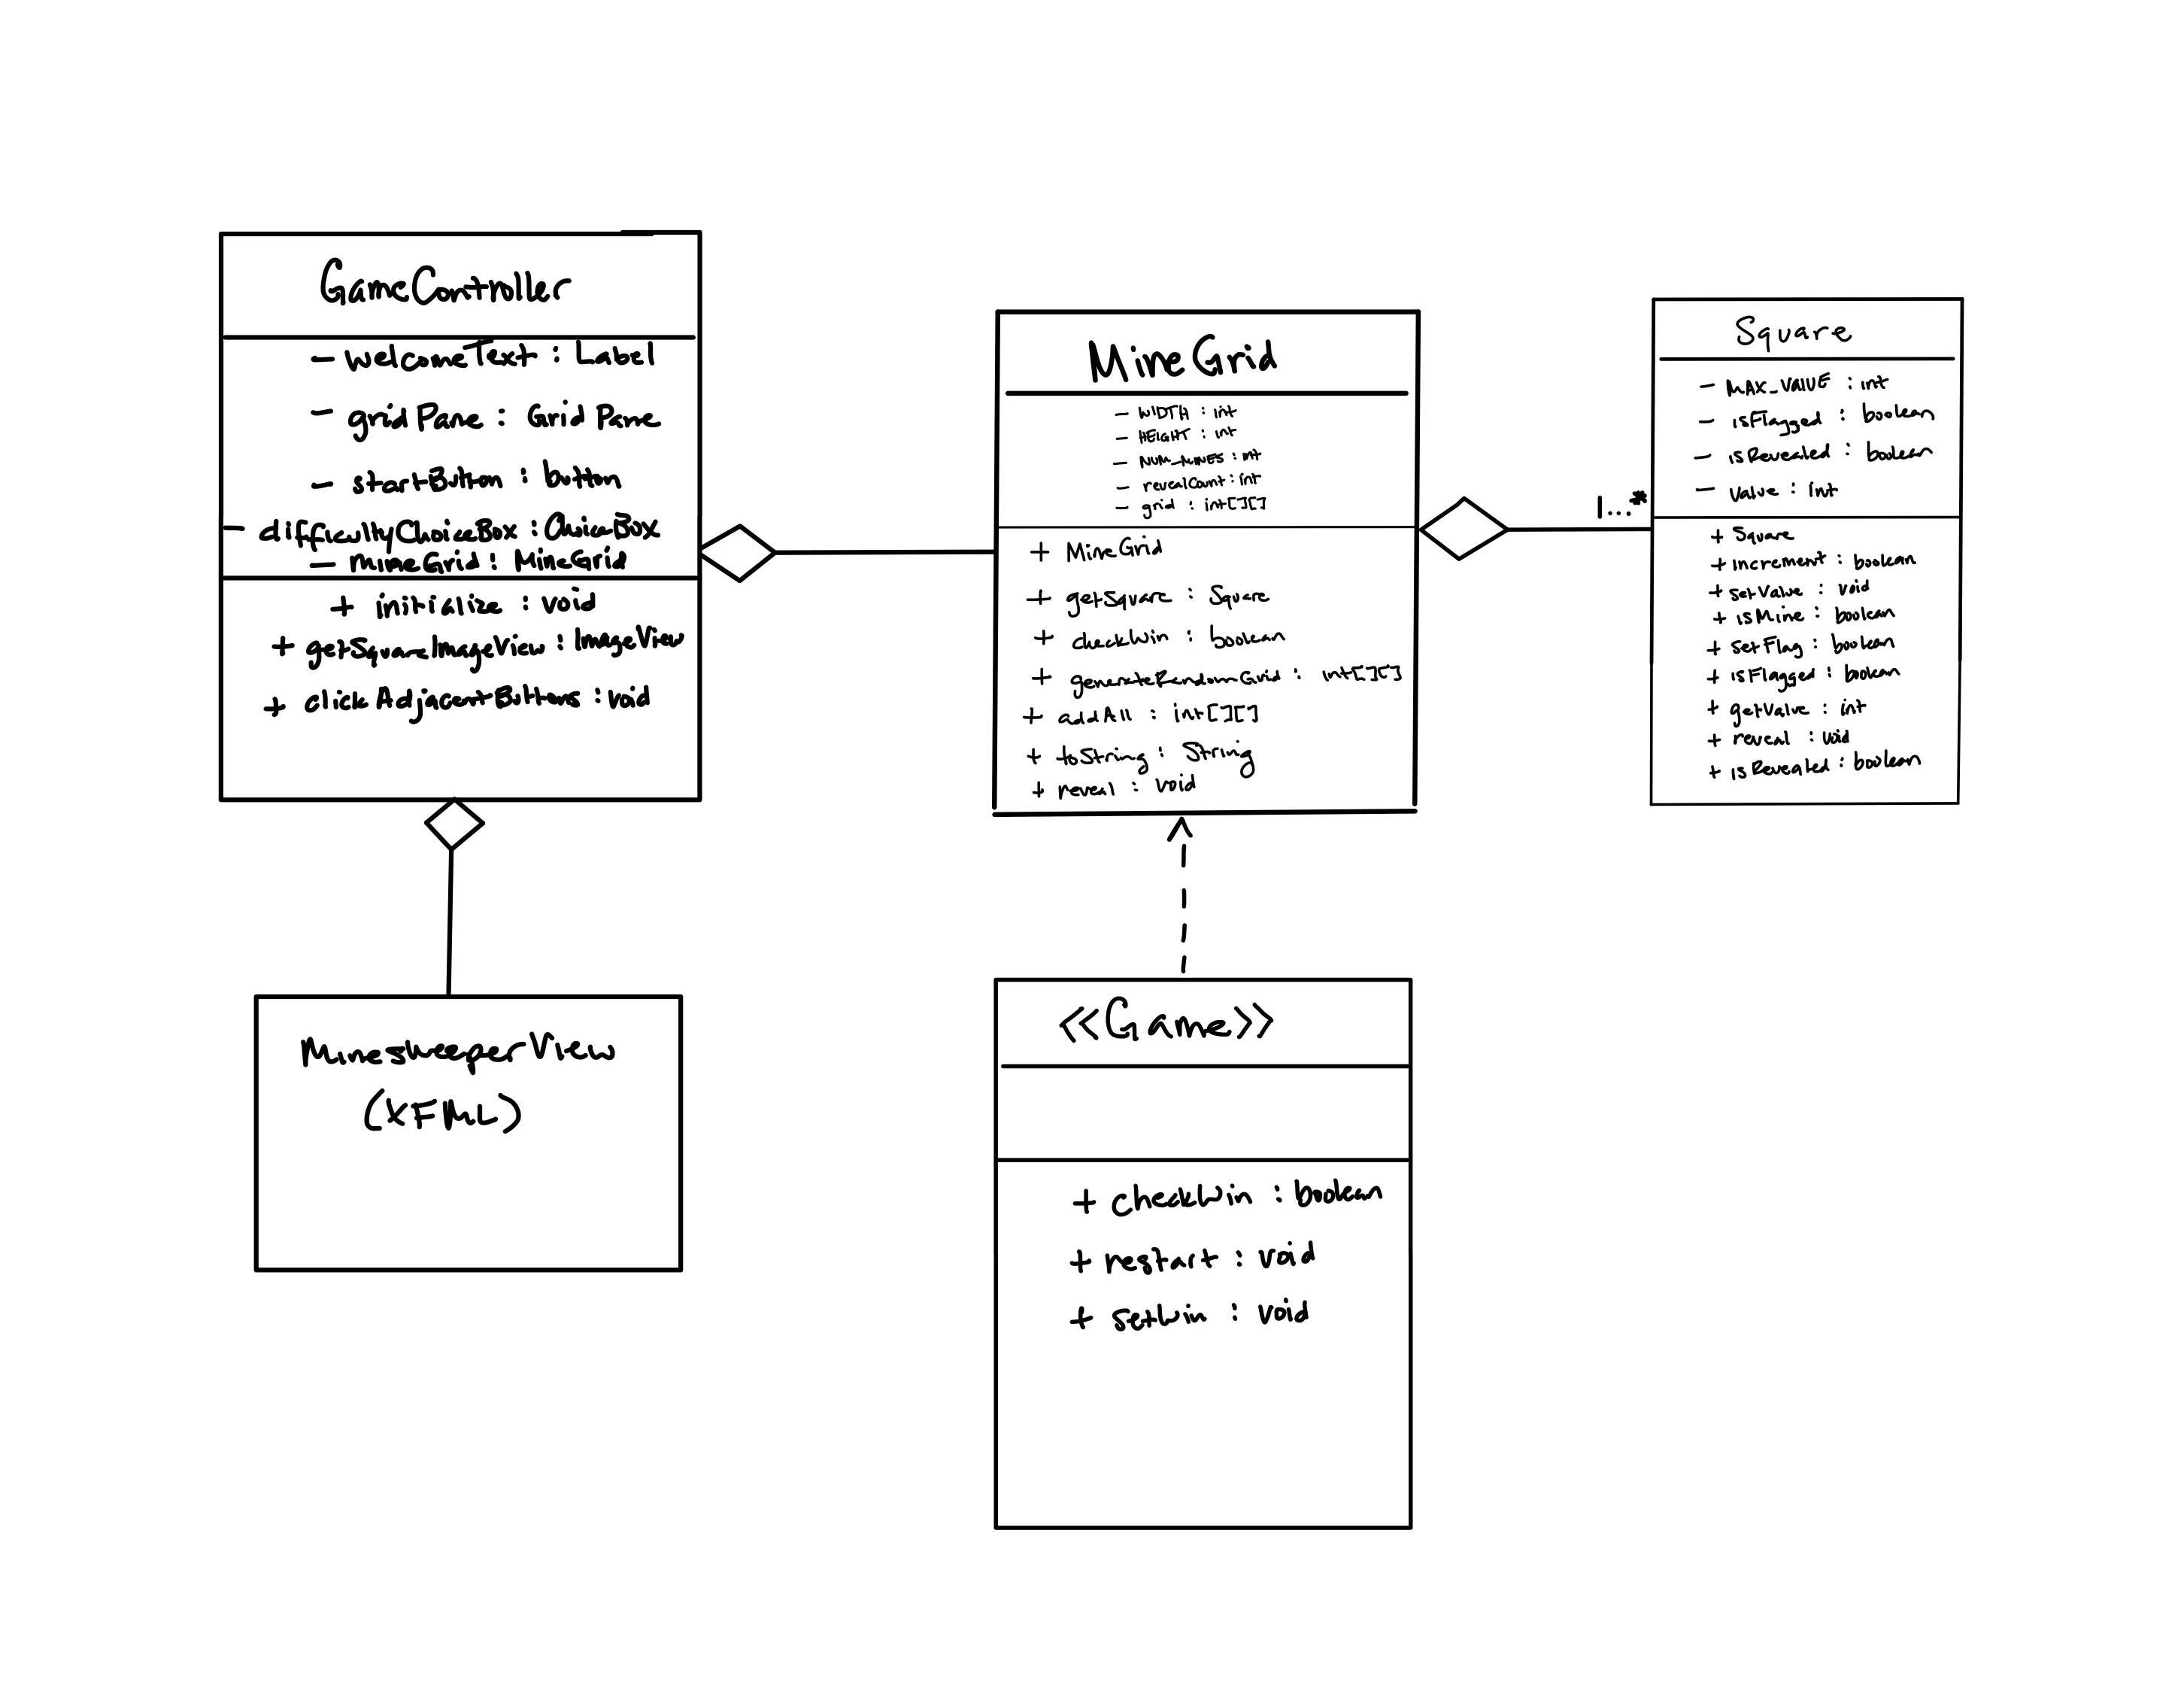 GameController
- welcomeText : Label
- gridPane : GridPane
- startButton : button
- difficultyChoiceBox : ChoiceBox
- mineGrid : MineGrid
+ initialize : void
+ getSquareImageView : ImageView
+ clickAdjacentButtons : void
MineGrid
- WIDTH : int
- HEIGHT : int
- NUM_MINES : int
- revealCount : int
- grid : int[][]
+ MineGrid
+ getSquare : Square
+ checkWin : boolean
+ generateRandomGrid : int[][]
+ addAll : int[][]
+ toString : String
+ reveal : void
1...*
Square
- MAX_VALUE : int
- isFlagged : boolean
- isRevealed : boolean
- value : int
+ Square
+ increment : boolean
+ setValue : void
+ isMine : boolean
+ setFlag : boolean
+ isFlagged : boolean
+ getValue : int
+ reveal : void
+ isRevealed : boolean
MinesweeperView
(XFML)
<<Game>>
+ checkWin : boolean
+ restart : void
+ setWin : void